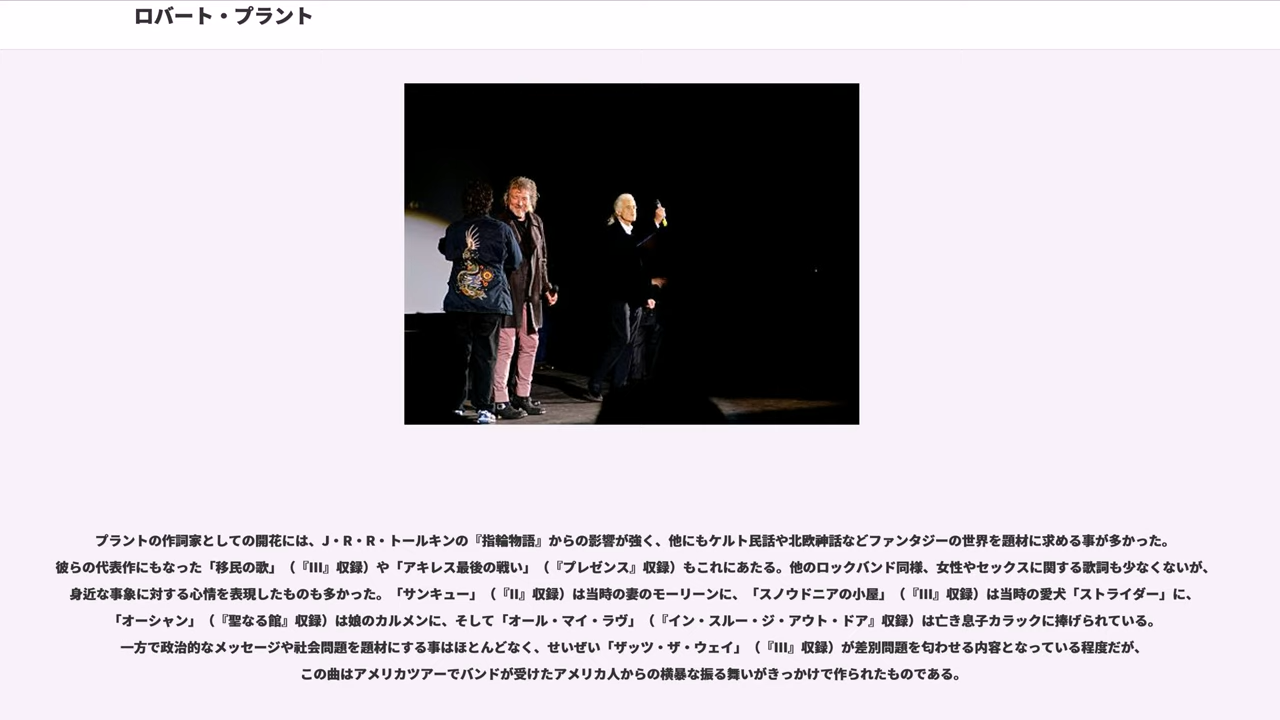 ロバート・プラント
プラントの作詞家としての開花には、J・R・R・トールキンの『指輪物語』からの影響が強く、他にもケルト民話や北欧神話などファンタジーの世界を題材に求める事が多かった。
彼らの代表作にもなった「移民の歌」（『III』収録）や「アキレス最後の戦い」（『プレゼンス』収録）もこれにあたる。他のロックバンド同様、女性やセックスに関する歌詞も少なくないが、
身近な事象に対する心情を表現したものも多かった。「サンキュー」（『II』収録）は当時の妻のモーリーンに、「スノウドニアの小屋」（『III』収録）は当時の愛犬「ストライダー」に、
「オーシャン」（『聖なる館』収録）は娘のカルメンに、そして「オール・マイ・ラヴ」（『イン・スルー・ジ・アウト・ドア』収録）は亡き息子カラックに捧げられている。
一方で政治的なメッセージや社会問題を題材にする事はほとんどなく、せいぜい「ザッツ・ザ・ウェイ」（『III』収録）が差別問題を匂わせる内容となっている程度だが、
この曲はアメリカツアーでバンドが受けたアメリカ人からの横暴な振る舞いがきっかけで作られたものである。